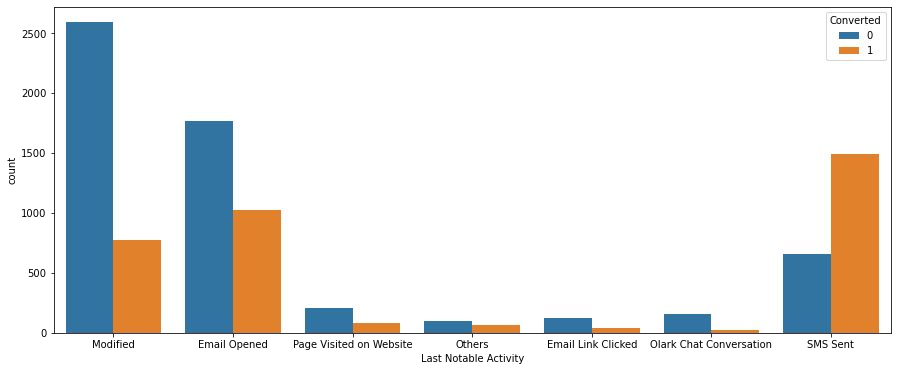 Converted
0
1
2500
2000
1500
1000
500
0
count
Modified
Email Opened
Page Visited on Website
Others
Email Link Clicked
Olark Chat Conversation
SMS Sent
Last Notable Activity